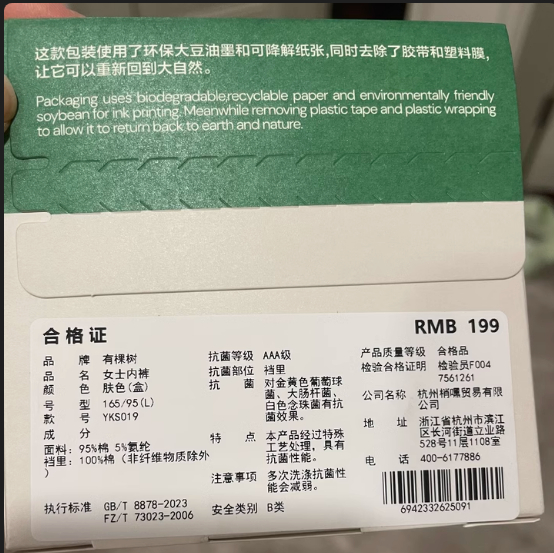 这款包装使用了环保大豆油墨和可降解纸张,同时去除了胶带和塑料膜,
让它可以重新回到大自然。
Packaging uses biodegradable,recyclable paper and environmentally friendly
soybean for ink printing. Meanwhile removing plastic tape and plastic wrapping
to allow it to return back to earth and nature.
合格证
RMB 199
品 牌 有棵树
品 名 女士内裤
颜 色 肤色(盒)
型 号 165/95(L)
款 号 YKS019
成 分
面料: 95%棉 5%氨纶
裆里: 100%棉 (非纤维物质除外
)
执行标准 GB/T 8878-2023
FZ/T 73023-2006
抗菌等级 AAA级
抗菌部位 裆里
抗 菌 对金黄色葡萄球
菌、大肠杆菌、
白色念珠菌有抗
菌效果。
特 点 本产品经过特殊
工艺处理, 具有
抗菌性能。
注意事项 多次洗涤抗菌性
能会减弱。
安全类别 B类
产品质量等级 合格品
检验合格证明 检验员F004
7561261
公司名称 杭州梢嘿贸易有限
公司
地 址 浙江省杭州市滨江
区长河街道立业路
528号11层1108室
电 话 400-6177886
6942332625091